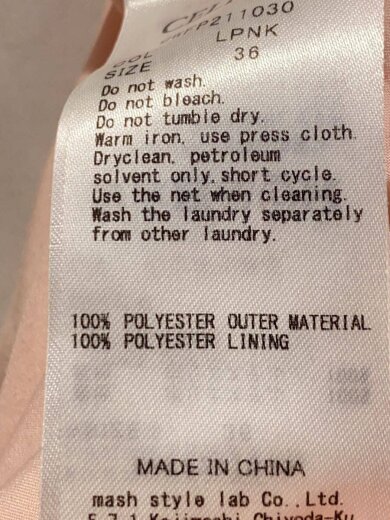 LPNK
SIZE 36
Do not wash.
Do not bleach.
Do not tumble dry.
Warm iron, use press cloth.
Dryclean, petroleum
solvent only, short cycle.
Use the net when cleaning.
Wash the laundry separately
from other laundry.
100% POLYESTER OUTER MATERIAL
100% POLYESTER LINING
MADE IN CHINA
mash style lab Co.,Ltd.